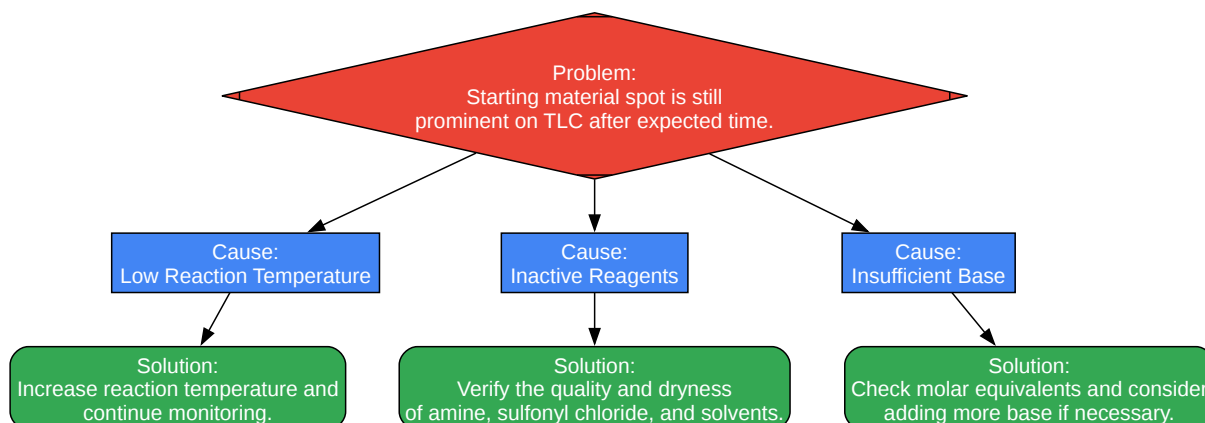 Problem:
Starting material spot is still
prominent on TLC after expected time.
Cause:
Low Reaction Temperature
Cause:
Inactive Reagents
Cause:
Insufficient Base
Solution:
Increase reaction temperature and
continue monitoring.
Solution:
Verify the quality and dryness
of amine, sulfonyl chloride, and solvents.
Solution:
Check molar equivalents and consider
adding more base if necessary.